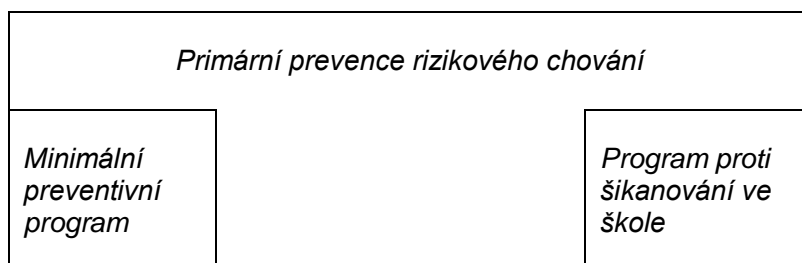 Primární prevence rizikového chování
Minimální
preventivní
program
Program proti
šikanování ve
škole